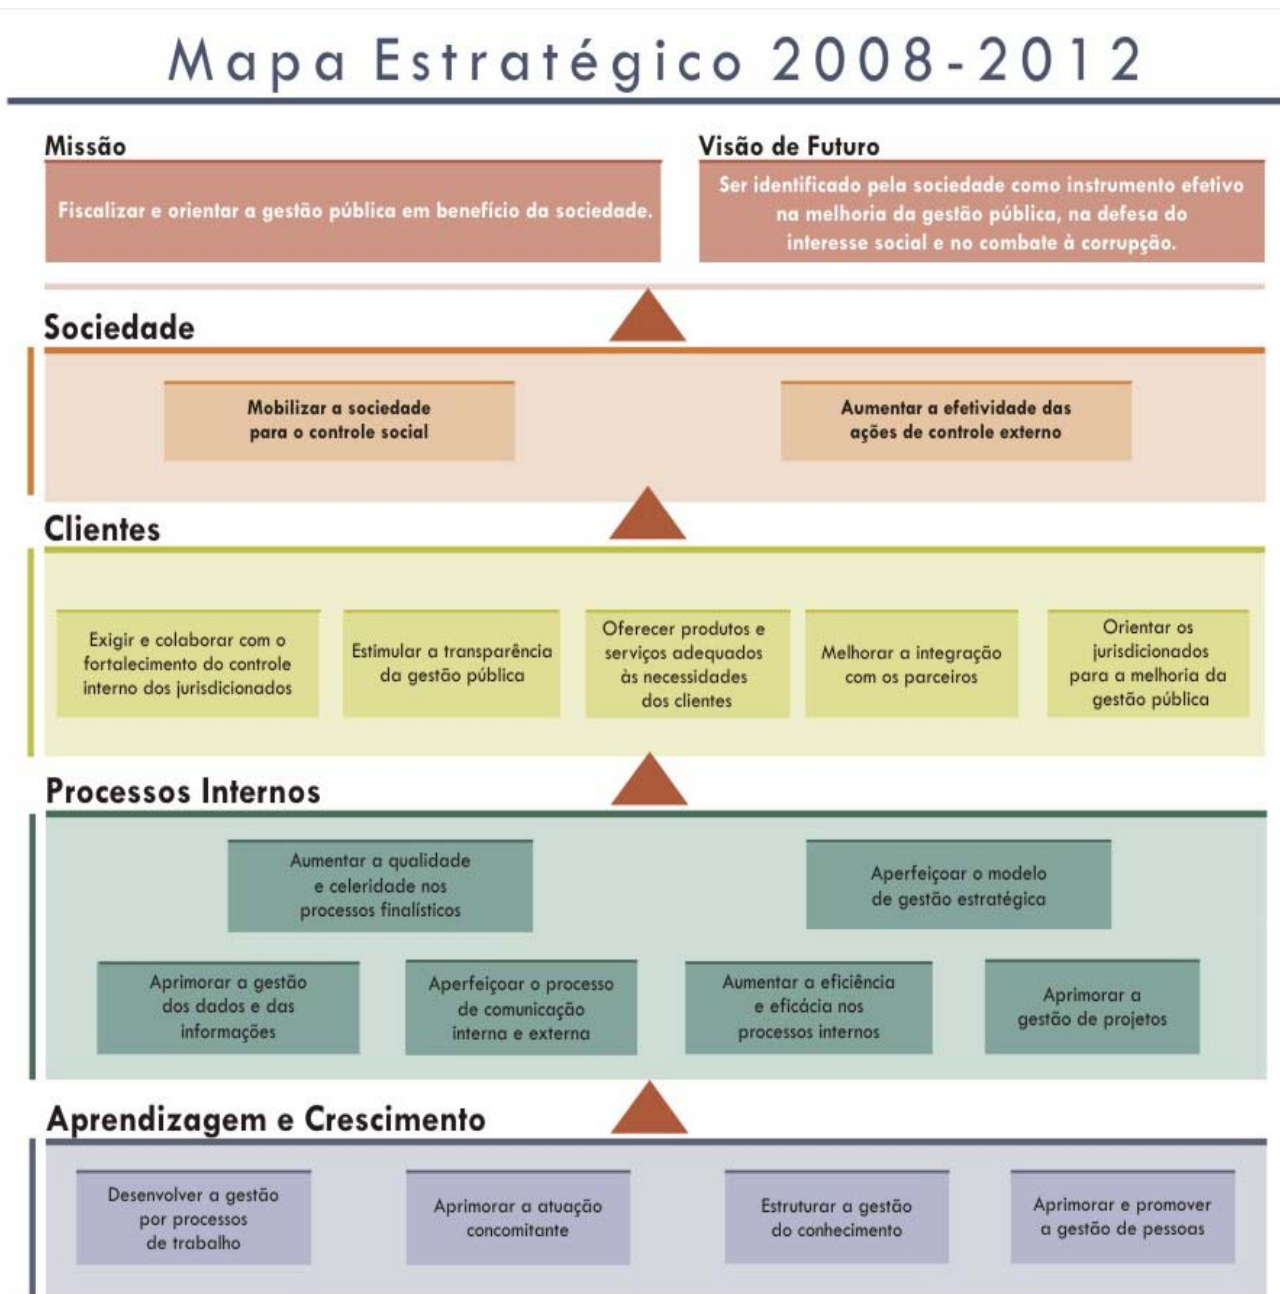 Mapa Estratégico 2008-2012
Missão
Fiscalizar e orientar a gestão pública em benefício da sociedade.
Visão de Futuro
Ser identificado pela sociedade como instrumento efetivo
na melhoria da gestão pública, na defesa do
interesse social e no combate à corrupção.
Sociedade
Mobilizar a sociedade
para o controle social
Aumentar a efetividade das
ações de controle externo
Clientes
Exigir e colaborar com o
fortalecimento do controle
interno dos jurisdicionados
Estimular a transparência
da gestão pública
Oferecer produtos e
serviços adequados
às necessidades
dos clientes
Melhorar a integração
com os parceiros
Orientar os
jurisdicionados
para a melhoria da
gestão pública
Processos Internos
Aumentar a qualidade
e celeridade nos
processos finalísticos
Aperfeiçoar o modelo
de gestão estratégica
Aprimorar a gestão
dos dados e das
informações
Aperfeiçoar o processo
de comunicação
interna e externa
Aumentar a eficiência
e eficácia nos
processos internos
Aprimorar a
gestão de projetos
Aprendizagem e Crescimento
Desenvolver a gestão
por processos
de trabalho
Aprimorar a atuação
concomitante
Estruturar a gestão
do conhecimento
Aprimorar e promover
a gestão de pessoas